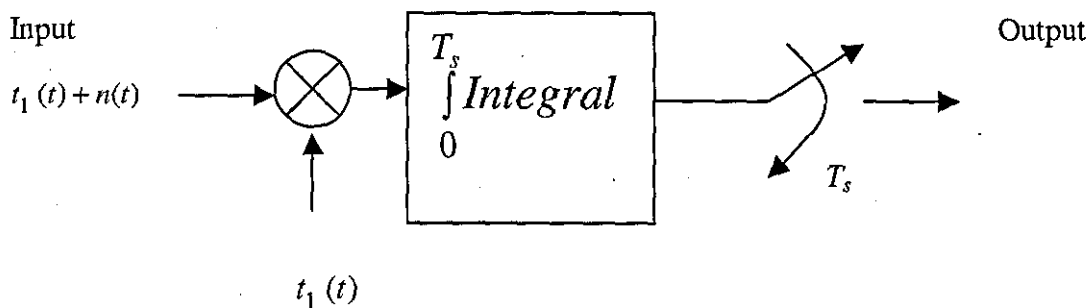 Input
Output
t₁ (t) + n(t)
Tₛ
∫ Integral
0
Tₛ
t₁ (t)